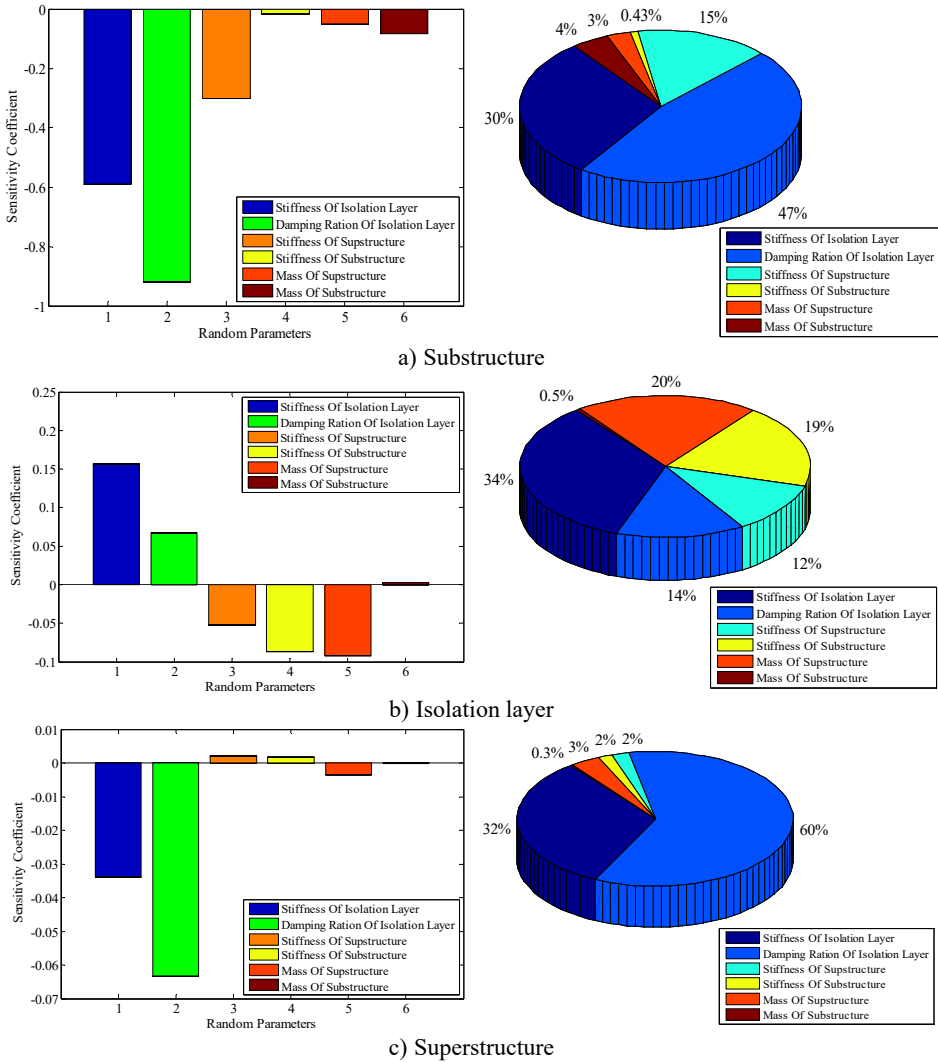 0
-0.2
-0.4
-0.6
-0.8
-1
Sensitivity Coefficient
Stiffness Of Isolation Layer
Damping Ration Of Isolation Layer
Stiffness Of Supstructure
Stiffness Of Substructure
Mass Of Supstructure
Mass Of Substructure
1 2 3 4 5 6
Random Parameters
4% 3% 0.43% 15%
30%
47%
Stiffness Of Isolation Layer
Damping Ration Of Isolation Layer
Stiffness Of Supstructure
Stiffness Of Substructure
Mass Of Supstructure
Mass Of Substructure
a) Substructure
0.25
0.2
0.15
0.1
0.05
0
-0.05
-0.1
Sensitivity Coefficient
Stiffness Of Isolation Layer
Damping Ration Of Isolation Layer
Stiffness Of Supstructure
Stiffness Of Substructure
Mass Of Supstructure
Mass Of Substructure
1 2 3 4 5 6
Random Parameters
0.5% 20%
19%
34%
12%
14%
Stiffness Of Isolation Layer
Damping Ration Of Isolation Layer
Stiffness Of Supstructure
Stiffness Of Substructure
Mass Of Supstructure
Mass Of Substructure
b) Isolation layer
0.01
0
-0.01
-0.02
-0.03
-0.04
-0.05
-0.06
-0.07
Sensitivity Coefficient
Stiffness Of Isolation Layer
Damping Ration Of Isolation Layer
Stiffness Of Supstructure
Stiffness Of Substructure
Mass Of Supstructure
Mass Of Substructure
1 2 3 4 5 6
Random Parameters
0.3% 3% 2% 2%
32%
60%
Stiffness Of Isolation Layer
Damping Ration Of Isolation Layer
Stiffness Of Supstructure
Stiffness Of Substructure
Mass Of Supstructure
Mass Of Substructure
c) Superstructure